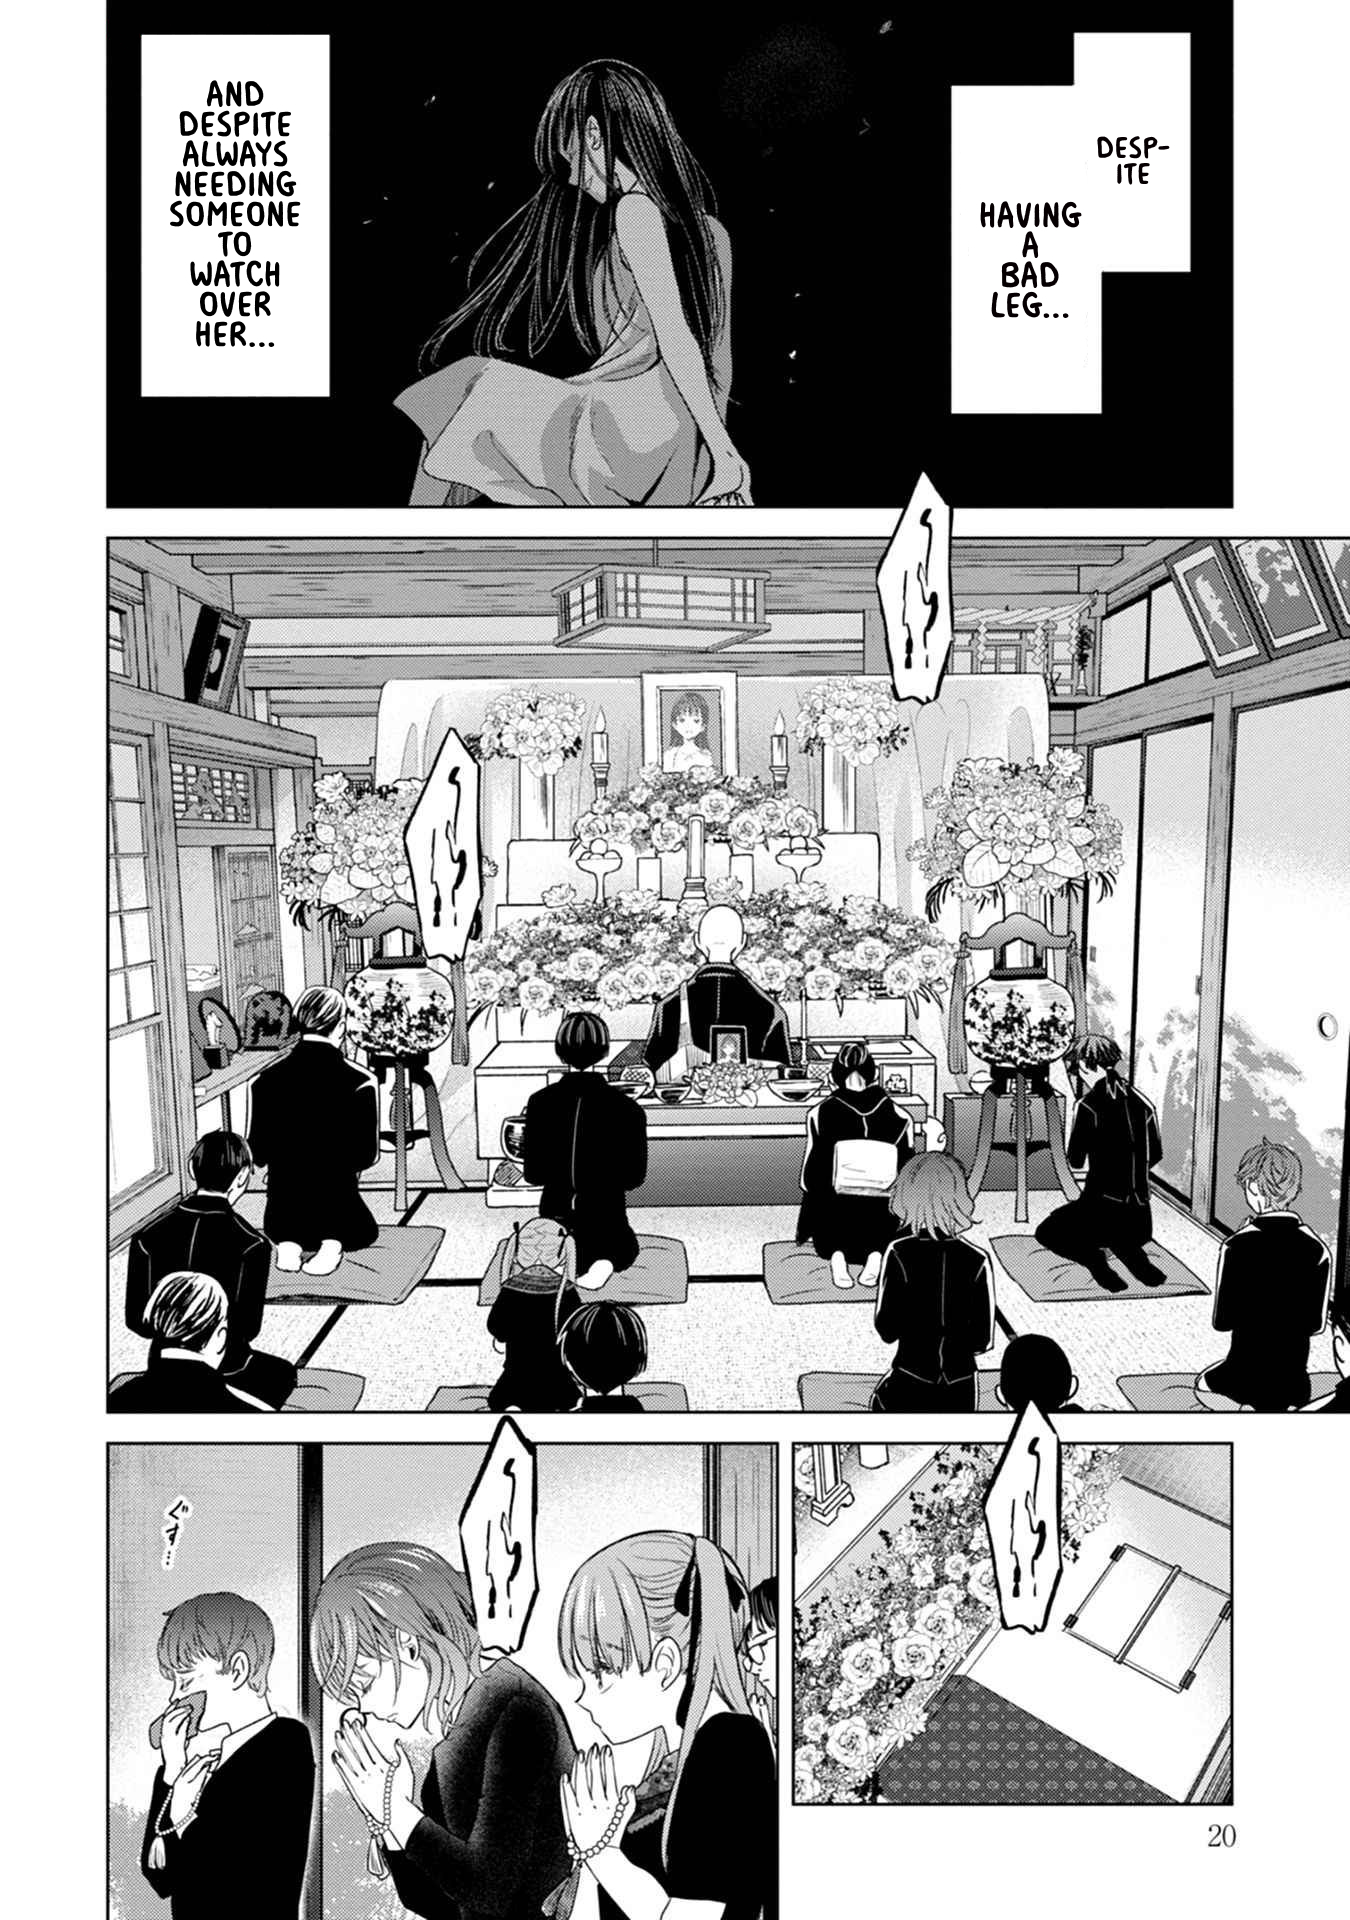 DESP-
ITE
HAVING
A
BAD
LEG...
AND
DESPITE
ALWAYS
NEEDING
SOMEONE
TO
WATCH
OVER
HER...
ぐす…
20